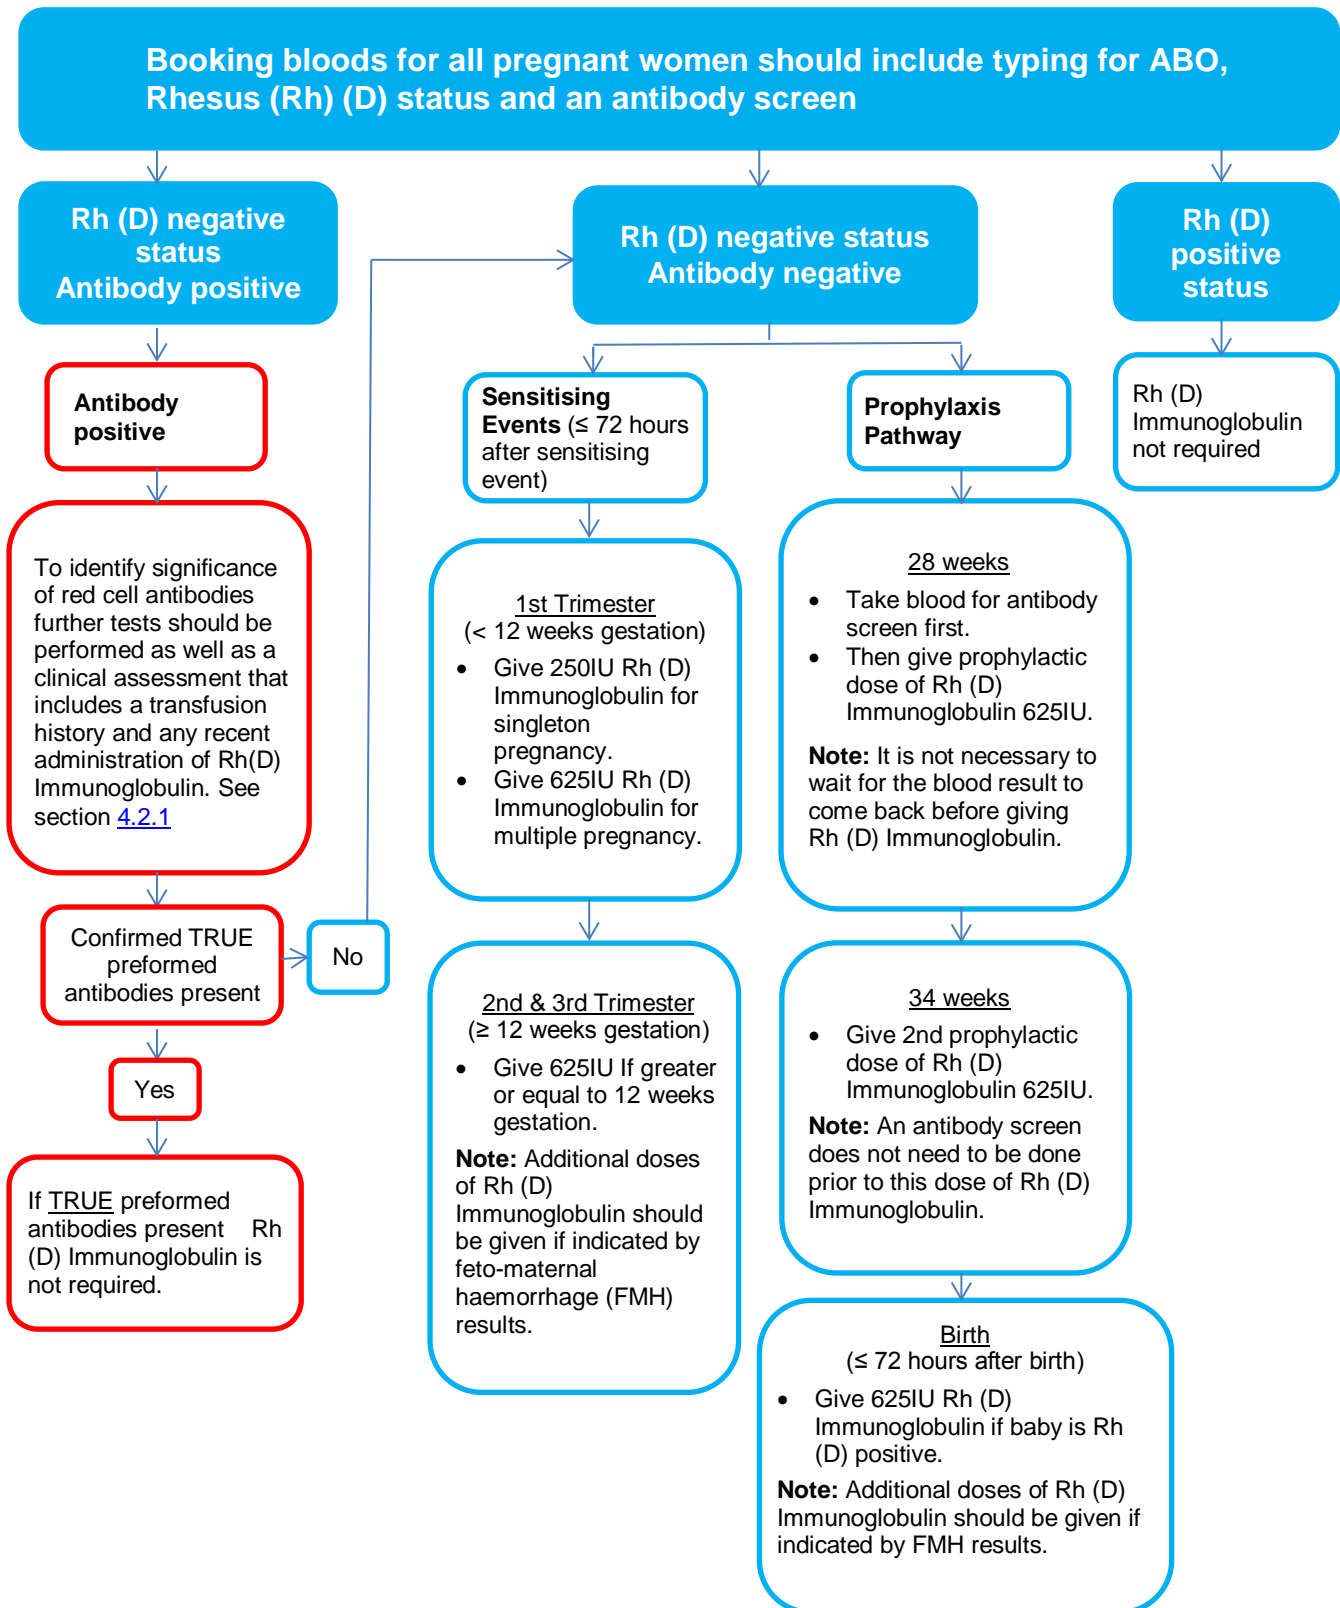 Booking bloods for all pregnant women should include typing for ABO,
Rhesus (Rh) (D) status and an antibody screen
Rh (D) negative
status
Antibody positive
Rh (D) negative status
Antibody negative
Rh (D)
positive
status
Antibody
positive
Sensitising
Events (≤ 72 hours
after sensitising
event)
Prophylaxis
Pathway
Rh (D)
Immunoglobulin
not required
To identify significance
of red cell antibodies
further tests should be
performed as well as a
clinical assessment that
includes a transfusion
history and any recent
administration of Rh(D)
Immunoglobulin. See
section 4.2.1
1st Trimester
(< 12 weeks gestation)
• Give 250IU Rh (D)
Immunoglobulin for
singleton
pregnancy.
• Give 625IU Rh (D)
Immunoglobulin for
multiple pregnancy.
28 weeks
• Take blood for antibody
screen first.
• Then give prophylactic
dose of Rh (D)
Immunoglobulin 625IU.
Note: It is not necessary to
wait for the blood result to
come back before giving
Rh (D) Immunoglobulin.
Confirmed TRUE
preformed
antibodies present
No
Yes
If TRUE preformed
antibodies present Rh
(D) Immunoglobulin is
not required.
2nd & 3rd Trimester
(≥ 12 weeks gestation)
• Give 625IU If greater
or equal to 12 weeks
gestation.
Note: Additional doses
of Rh (D)
Immunoglobulin should
be given if indicated by
feto-maternal
haemorrhage (FMH)
results.
34 weeks
• Give 2nd prophylactic
dose of Rh (D)
Immunoglobulin 625IU.
Note: An antibody screen
does not need to be done
prior to this dose of Rh (D)
Immunoglobulin.
Birth
(≤ 72 hours after birth)
• Give 625IU Rh (D)
Immunoglobulin if baby is Rh
(D) positive.
Note: Additional doses of Rh (D)
Immunoglobulin should be given if
indicated by FMH results.